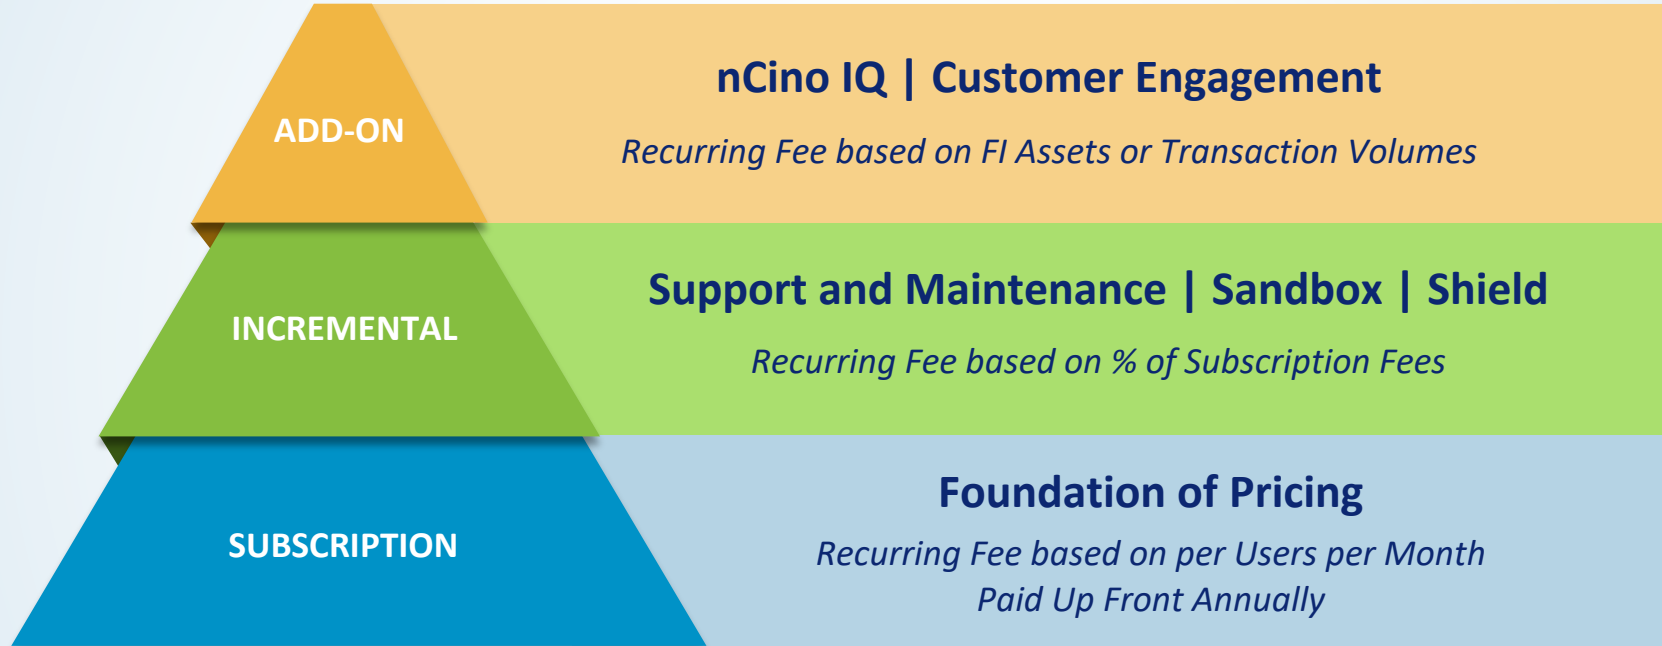 ADD-ON
nCino IQ | Customer Engagement
Recurring Fee based on FI Assets or Transaction Volumes
INCREMENTAL
Support and Maintenance | Sandbox | Shield
Recurring Fee based on % of Subscription Fees
SUBSCRIPTION
Foundation of Pricing
Recurring Fee based on per Users per Month
Paid Up Front Annually